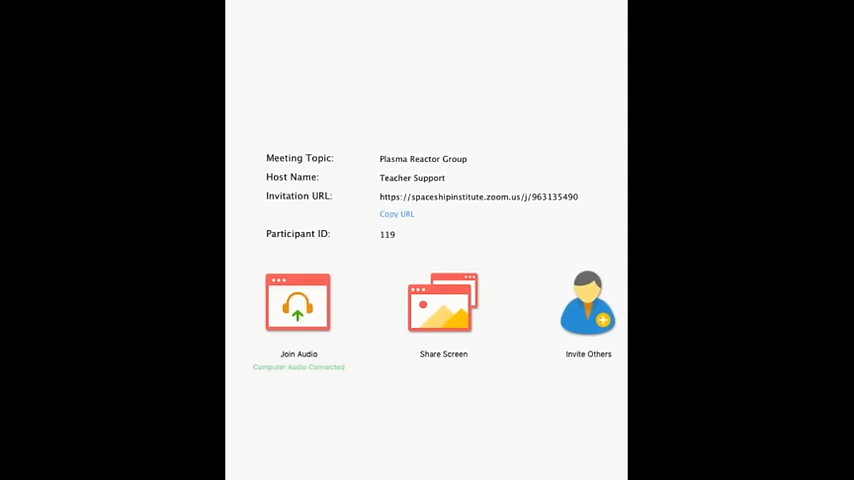 Meeting Topic: Plasma Reactor Group
Host Name: Teacher Support
Invitation URL: https://spaceshipinstitute.zoom.us/j/963135490
Copy URL
Participant ID: 119
Join Audio
Share Screen
Invite Others
Computer Audio Connected